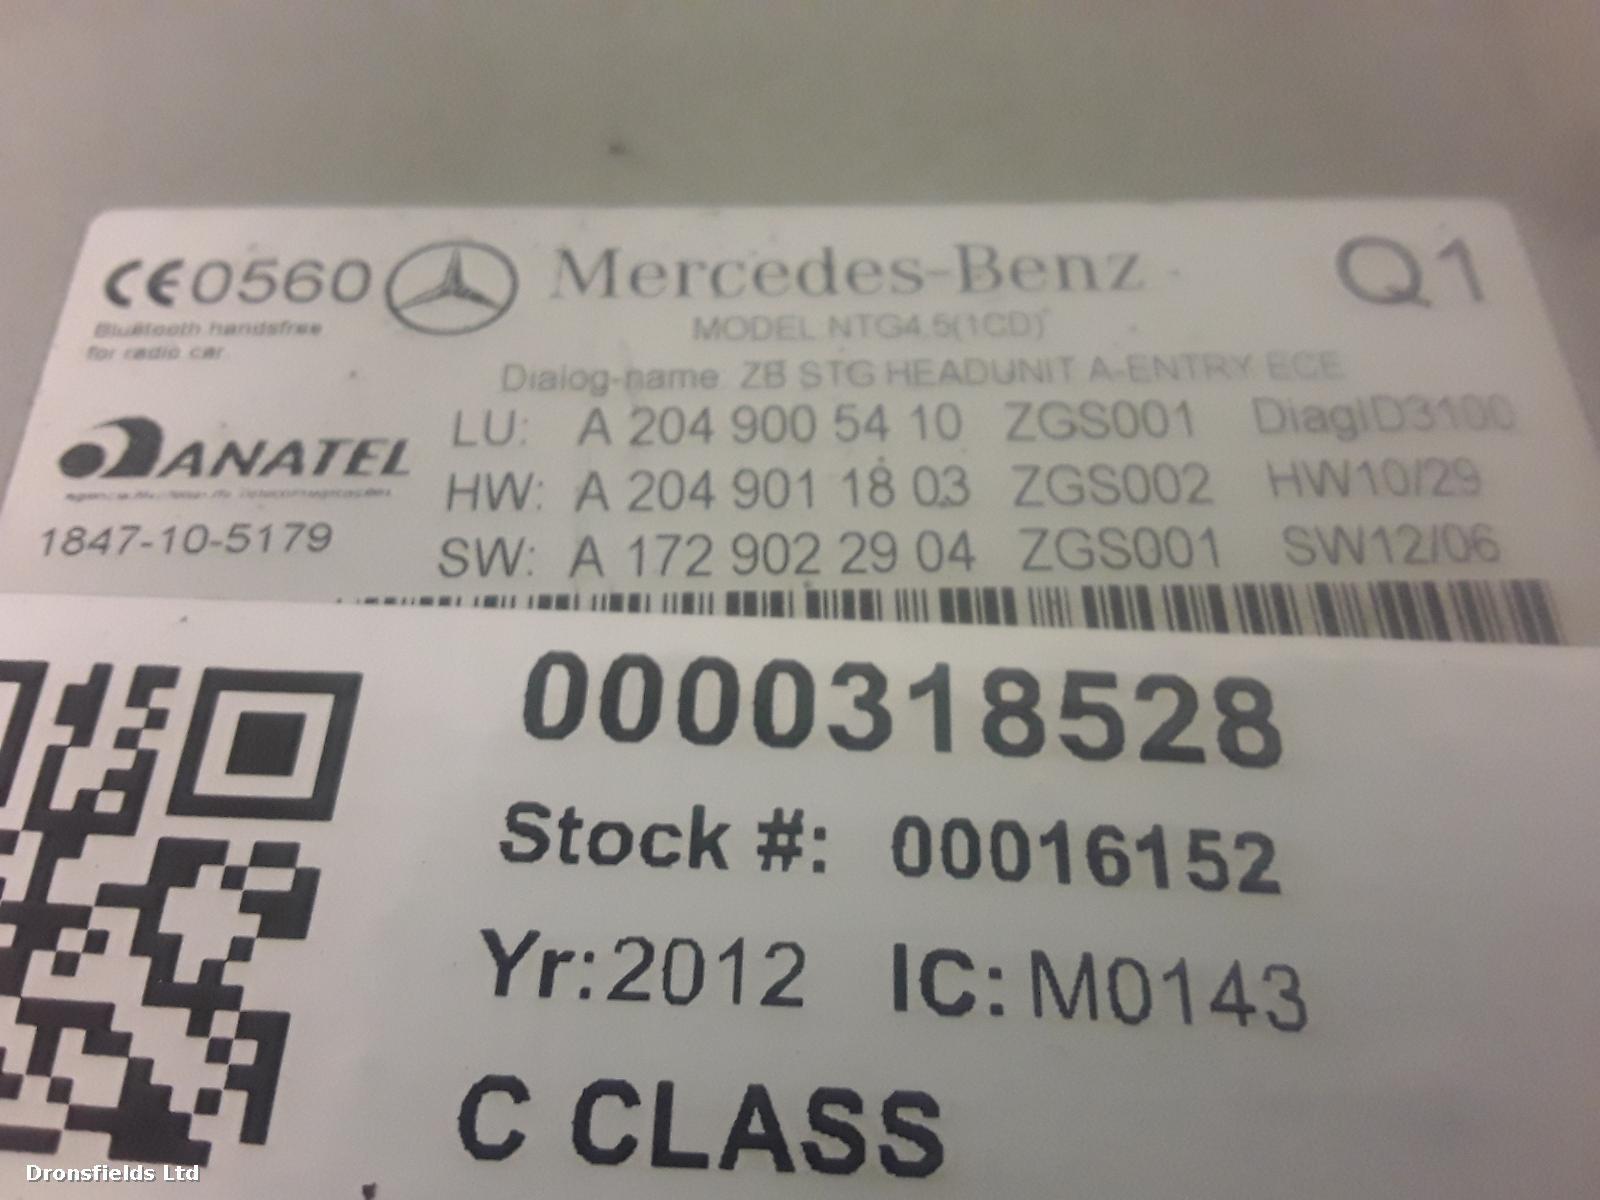 CE0560 Mercedes-Benz Q1
Bluetooth handsfree
for radio car
MODEL NTG4.5(1CD)
Dialog-name ZB STG HEADUNIT A-ENTRY ECE
ANATEL
1847-10-5179
LU: A 204 900 54 10 ZGS001 DiagID3100
HW: A 204 901 18 03 ZGS002 HW10/29
SW: A 172 902 29 04 ZGS001 SW12/06
0000318528
Stock #: 00016152
Yr:2012 IC:M0143
C CLASS
Dronsfields Ltd